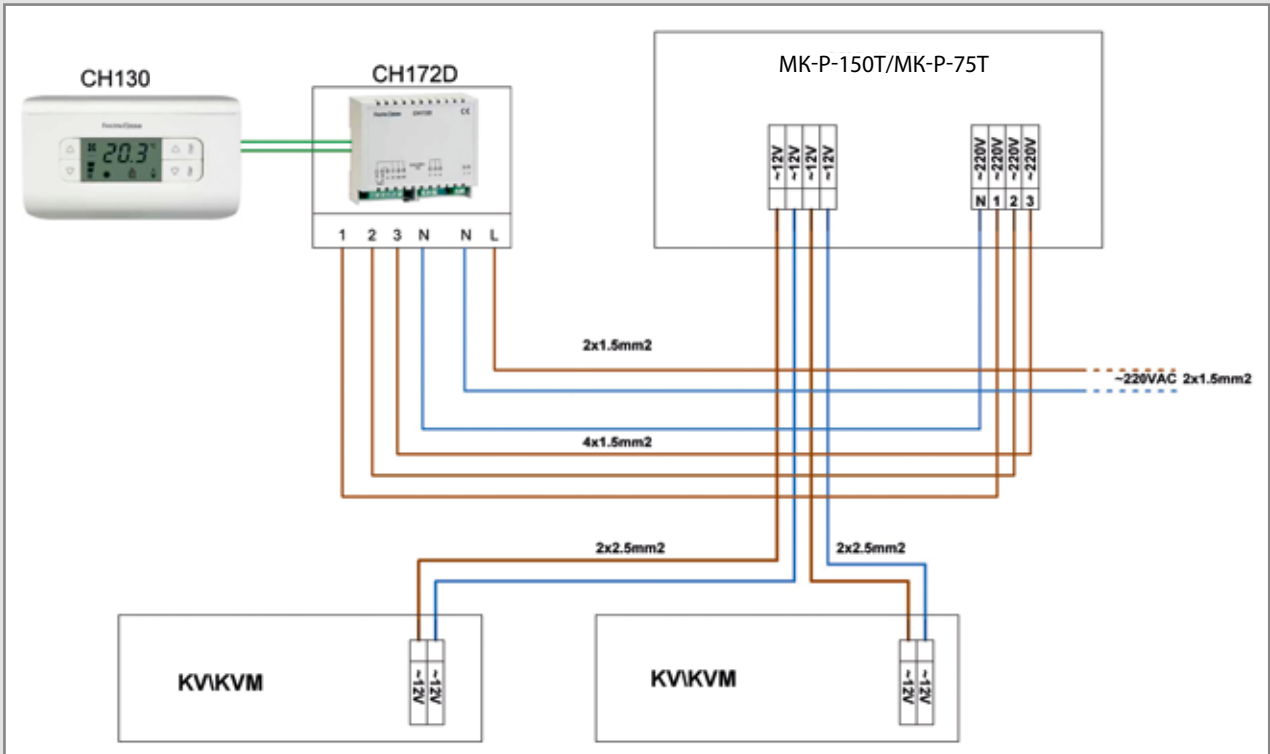 CH130
20.3°
CH172D
CH172D
CE
1 2 3 N N L
MK-P-150T/MK-P-75T
~12V ~12V ~12V ~12V
~220V ~220V ~220V ~220V
N 1 2 3
2x1.5mm2
~220VAC 2x1.5mm2
4x1.5mm2
2x2.5mm2
2x2.5mm2
KV\KVM
~12V ~12V
KV\KVM
~12V ~12V